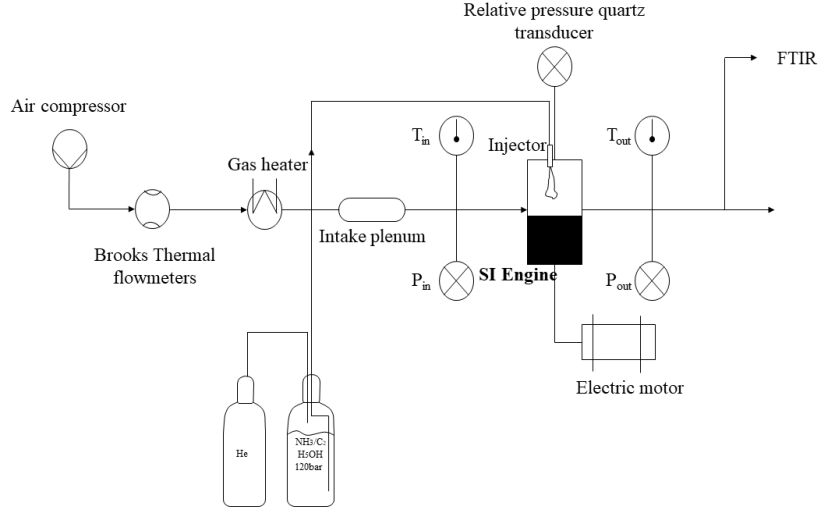 Relative pressure quartz
transducer
FTIR
Air compressor
Tin
Injector
Tout
Gas heater
Intake plenum
Brooks Thermal
flowmeters
Pin
SI Engine
Pout
Electric motor
He
NH3/C2
H5OH
120bar